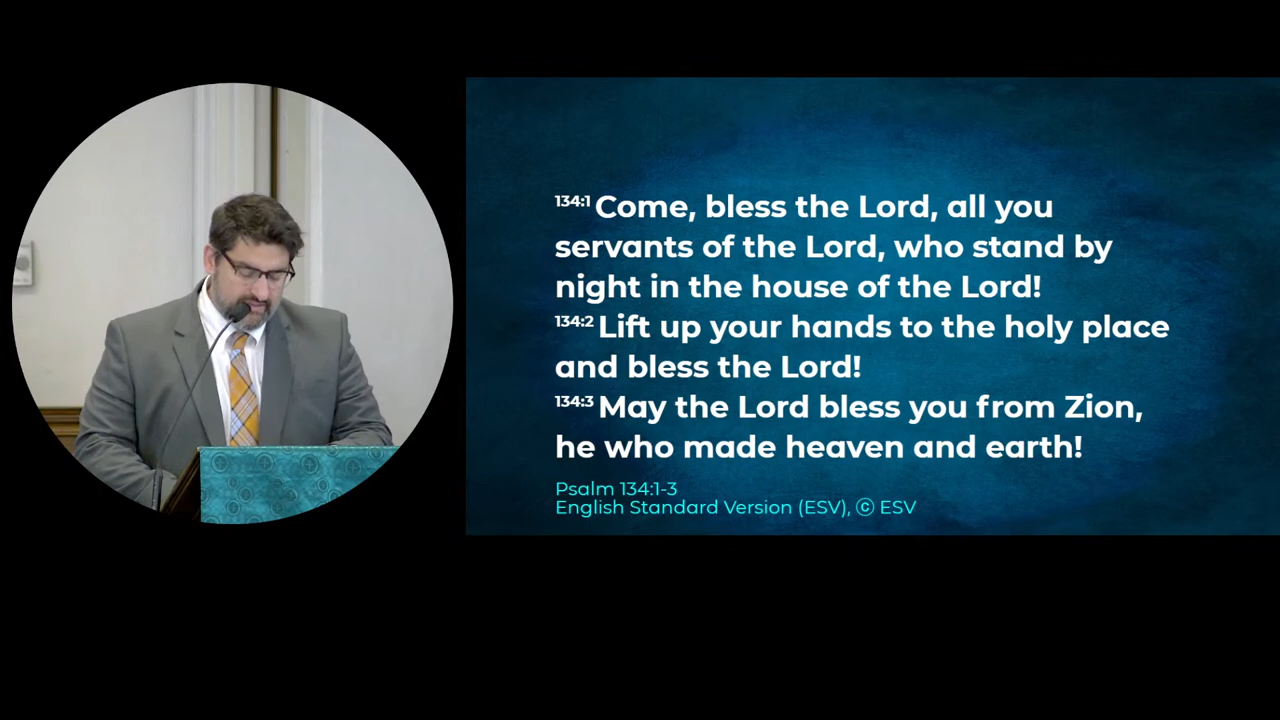 134:1 Come, bless the Lord, all you
servants of the Lord, who stand by
night in the house of the Lord!
134:2 Lift up your hands to the holy place
and bless the Lord!
134:3 May the Lord bless you from Zion,
he who made heaven and earth!
Psalm 134:1-3
English Standard Version (ESV), © ESV